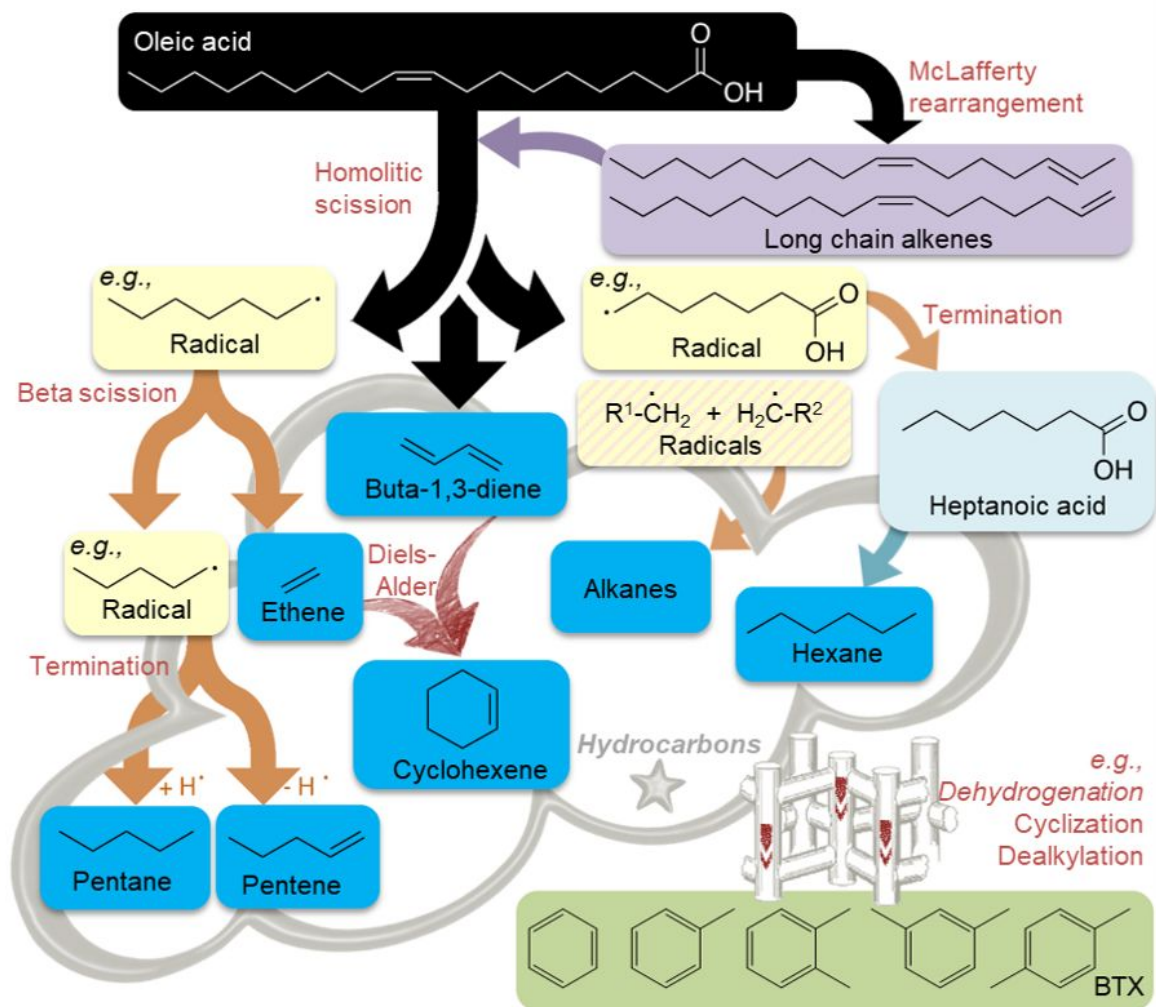 Oleic acid
O
OH
McLafferty
rearrangement
Homolitic
scission
Long chain alkenes
e.g.,
Radical
e.g.,
O
OH
Radical
Termination
Beta scission
R¹-ĊH₂ + H₂Ċ-R²
Radicals
Buta-1,3-diene
O
OH
Heptanoic acid
e.g.,
Radical
Ethene
Diels-
Alder
Alkanes
Hexane
Termination
Cyclohexene
Hydrocarbons
e.g.,
Dehydrogenation
Cyclization
Dealkylation
+ H˙
- H˙
Pentane
Pentene
BTX